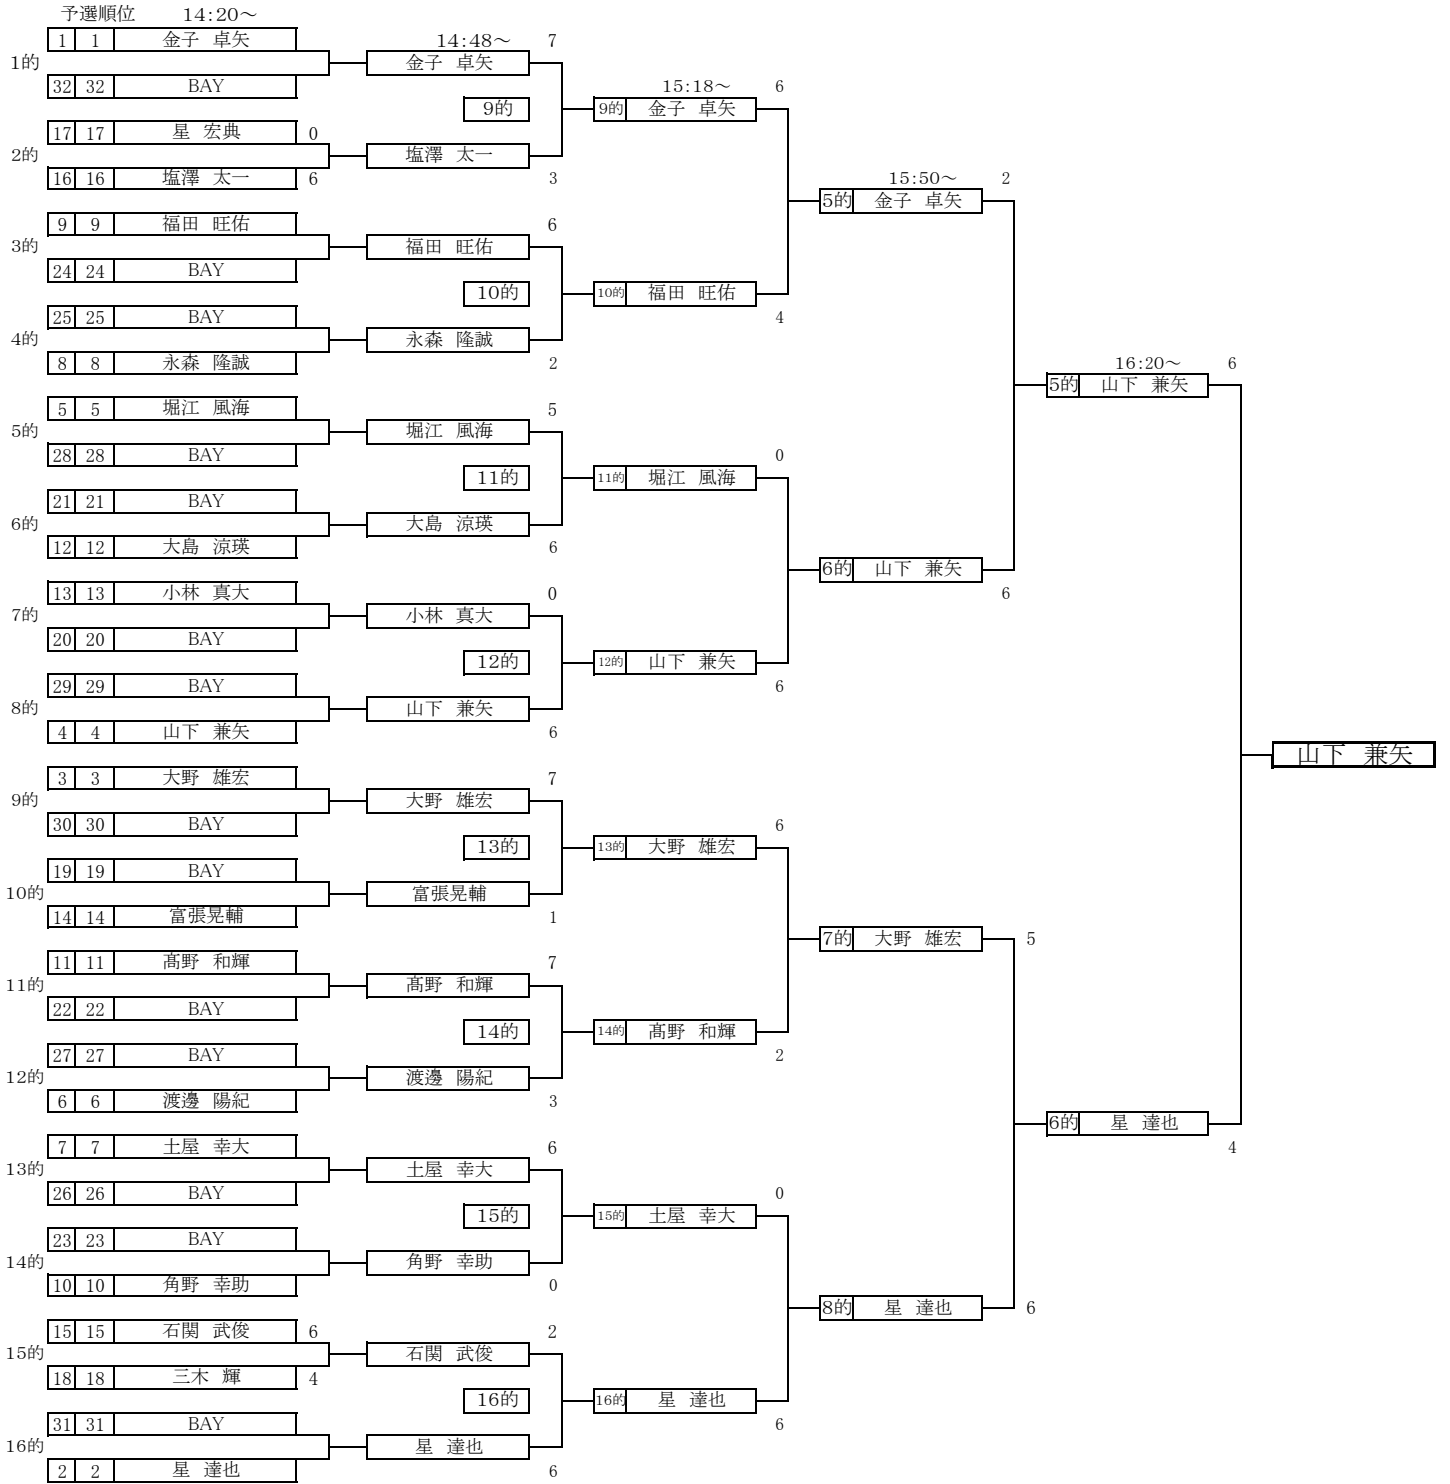 予選順位 14:20～
1 1 金子 卓矢 14:48～ 7
1的 金子 卓矢 15:18～ 6
32 32 BAY
9的 9的 金子 卓矢
17 17 星 宏典 0
2的 塩澤 太一 15:50～ 2
16 16 塩澤 太一 6 3
5的 金子 卓矢
9 9 福田 旺佑 6
3的 福田 旺佑
24 24 BAY
10的 10的 福田 旺佑
25 25 BAY 4
4的 永森 隆誠
8 8 永森 隆誠 2 16:20～ 6
5的 山下 兼矢
5 5 堀江 風海 5
5的 堀江 風海
28 28 BAY 0
11的 11的 堀江 風海
21 21 BAY
6的 大島 涼瑛
12 12 大島 涼瑛 6
6的 山下 兼矢
13 13 小林 真大 0 6
7的 小林 真大
20 20 BAY
12的 12的 山下 兼矢
29 29 BAY 6
8的 山下 兼矢
4 4 山下 兼矢 6
山下 兼矢
3 3 大野 雄宏 7
9的 大野 雄宏
30 30 BAY 6
13的 13的 大野 雄宏
19 19 BAY
10的 富張晃輔
14 14 富張晃輔 1
7的 大野 雄宏 5
11 11 髙野 和輝 7
11的 髙野 和輝
22 22 BAY
14的 14的 髙野 和輝
27 27 BAY 2
12的 渡邊 陽紀
6 6 渡邊 陽紀 3
6的 星 達也
7 7 土屋 幸大 6 4
13的 土屋 幸大
26 26 BAY 0
15的 15的 土屋 幸大
23 23 BAY
14的 角野 幸助
10 10 角野 幸助 0
8的 星 達也 6
15 15 石関 武俊 6 2
15的 石関 武俊
18 18 三木 輝 4
16的 16的 星 達也
31 31 BAY 6
16的 星 達也
2 2 星 達也 6